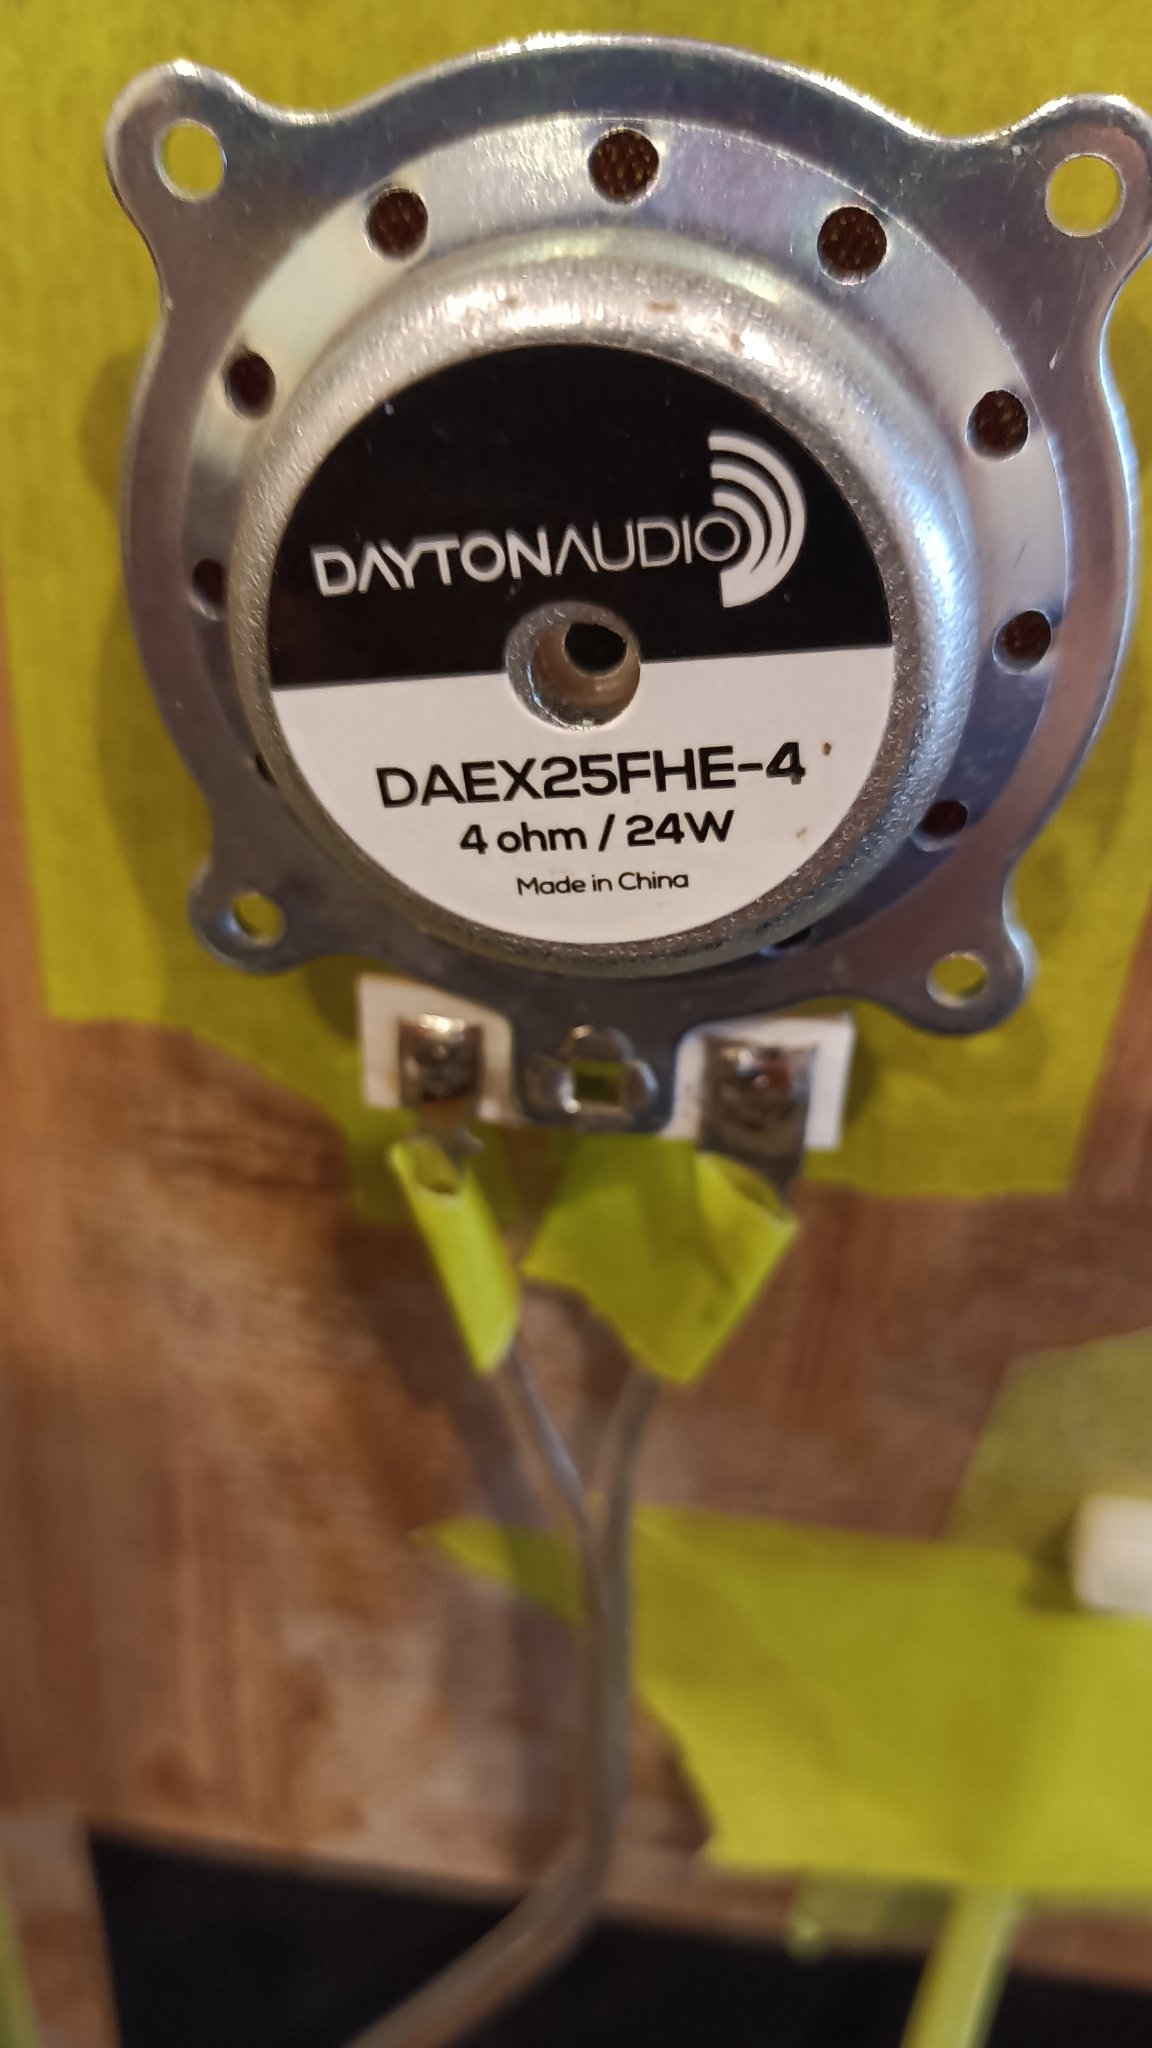 DAYTONAUDIO
DAEX25FHE-4
4 ohm / 24W
Made in China